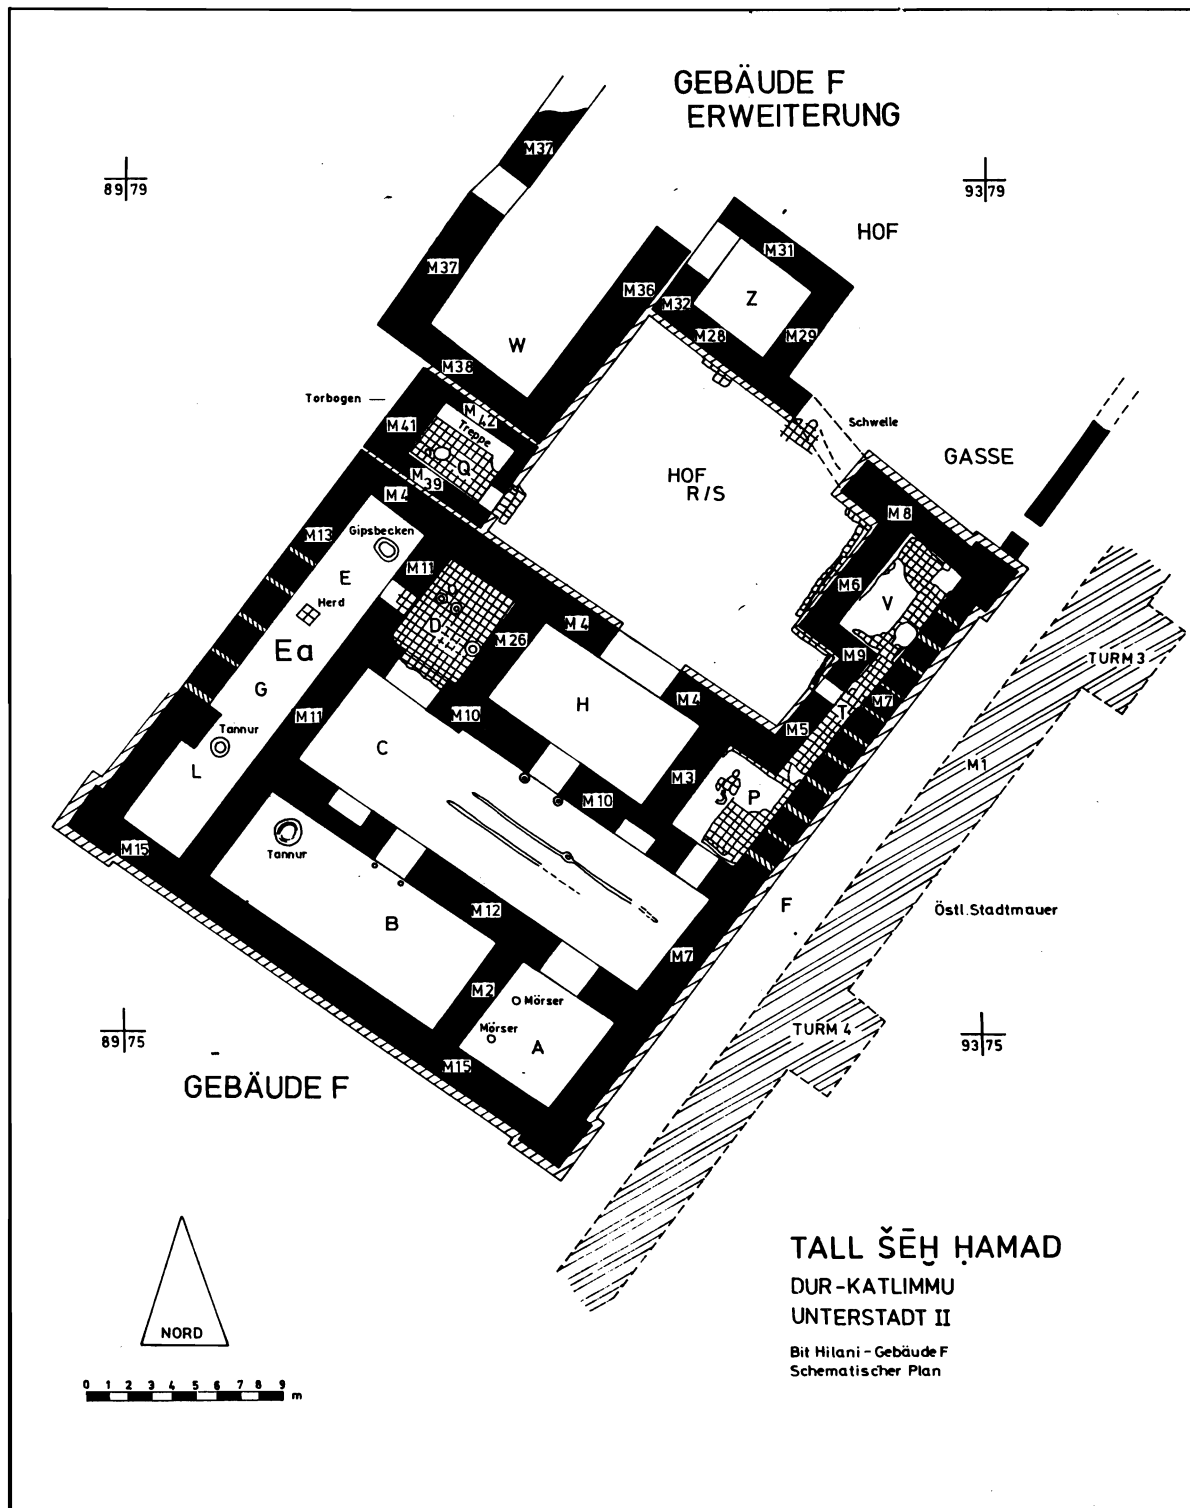 GEBÄUDE F
ERWEITERUNG
M37
89 79
93 79
HOF
M31
M37
M36
Z
M32
M28
M29
W
M38
Torbogen
M 42
Treppe
M41
Schwelle
Q
GASSE
M 39
HOF
R/S
M4
M8
M13
Gipsbecken
E
M11
M6
V
Herd
D
M4
M26
M9
TURM 3
Ea
G
H
M4
M7
T
M11
M10
M5
Tannur
C
M1
L
M3
P
M10
M15
Tannur
F
Östl. Stadtmauer
M12
B
M7
M2
Mörser
Mörser
A
TURM 4
89 75
93 75
M15
GEBÄUDE F
TALL ŠĒḪ ḤAMAD
DUR-KATLIMMU
UNTERSTADT II
NORD
Bit Hilani - Gebäude F
Schematischer Plan
0 1 2 3 4 5 6 7 8 9 m